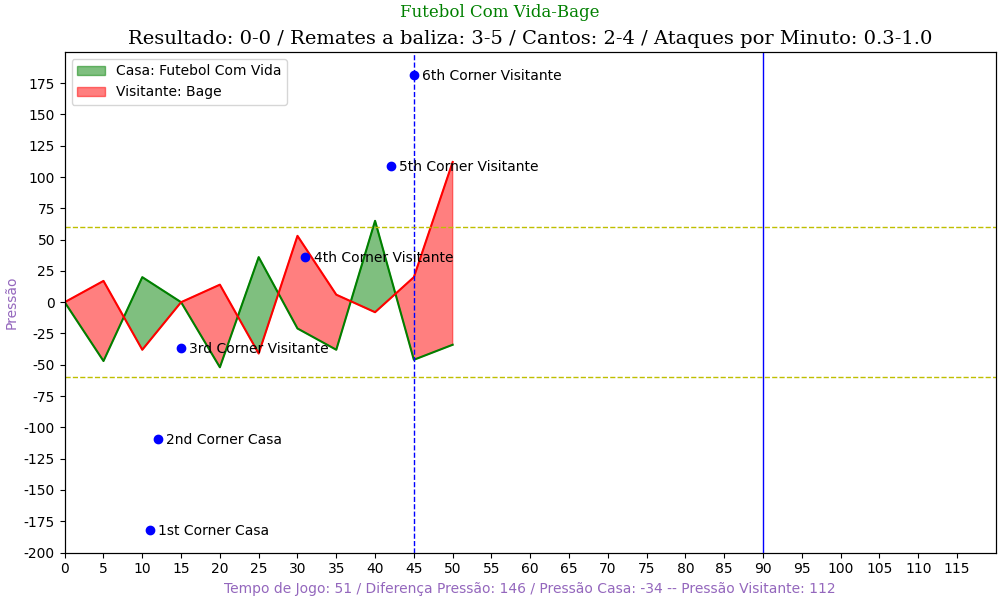 Futebol Com Vida-Bage
Resultado: 0-0 / Remates a baliza: 3-5 / Cantos: 2-4 / Ataques por Minuto: 0.3-1.0
Casa: Futebol Com Vida
Visitante: Bage
6th Corner Visitante
5th Corner Visitante
4th Corner Visitante
3rd Corner Visitante
2nd Corner Casa
1st Corner Casa
Pressão
175
150
125
100
75
50
25
0
-25
-50
-75
-100
-125
-150
-175
-200
0 5 10 15 20 25 30 35 40 45 50 55 60 65 70 75 80 85 90 95 100 105 110 115
Tempo de Jogo: 51 / Diferença Pressão: 146 / Pressão Casa: -34 -- Pressão Visitante: 112